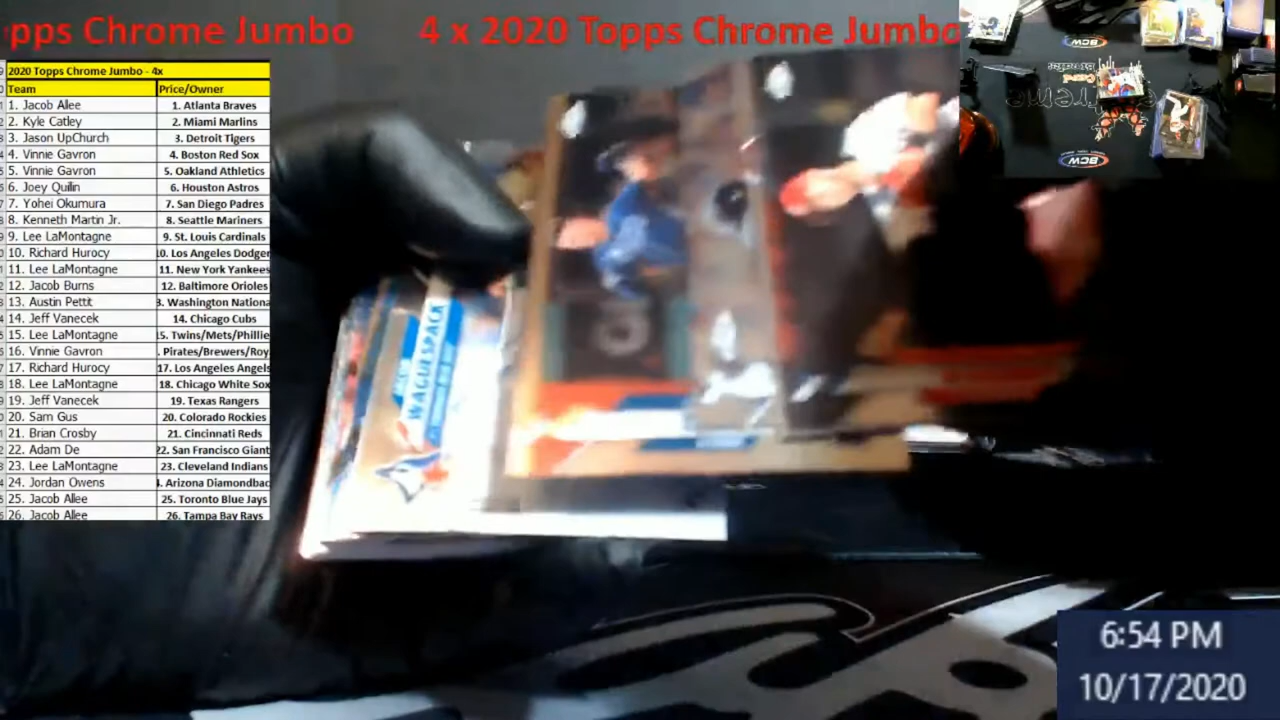 pps Chrome Jumbo 4 x 2020 Topps Chrome Jumbo
2020 Topps Chrome Jumbo - 4x
Team Price/Owner
1. Jacob Allee 1. Atlanta Braves
2. Kyle Catley 2. Miami Marlins
3. Jason UpChurch 3. Detroit Tigers
4. Vinnie Gavron 4. Boston Red Sox
5. Vinnie Gavron 5. Oakland Athletics
6. Joey Quilin 6. Houston Astros
7. Yohei Okumura 7. San Diego Padres
8. Kenneth Martin Jr. 8. Seattle Mariners
9. Lee LaMontagne 9. St. Louis Cardinals
10. Richard Hurocy 10. Los Angeles Dodger
11. Lee LaMontagne 11. New York Yankees
12. Jacob Burns 12. Baltimore Orioles
13. Austin Pettit 3. Washington Nationa
14. Jeff Vanecek 14. Chicago Cubs
15. Lee LaMontagne 15. Twins/Mets/Phillie
16. Vinnie Gavron . Pirates/Brewers/Roy
17. Richard Hurocy 17. Los Angeles Angels
18. Lee LaMontagne 18. Chicago White Sox
19. Jeff Vanecek 19. Texas Rangers
20. Sam Gus 20. Colorado Rockies
21. Brian Crosby 21. Cincinnati Reds
22. Adam De 22. San Francisco Giant
23. Lee LaMontagne 23. Cleveland Indians
24. Jordan Owens . Arizona Diamondbac
25. Jacob Allee 25. Toronto Blue Jays
26. Jacob Allee 26. Tampa Bay Rays
WAGUESPACK
BCW
BCW
6:54 PM
10/17/2020